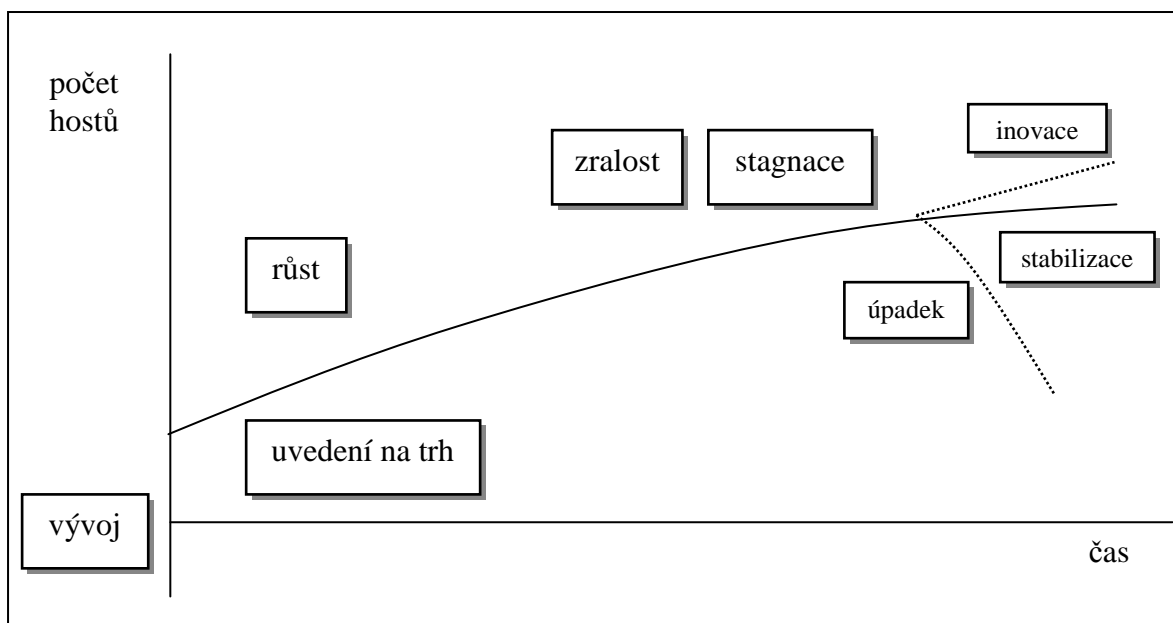 počet
hostů
inovace
zralost
stagnace
růst
stabilizace
úpadek
uvedení na trh
vývoj
čas